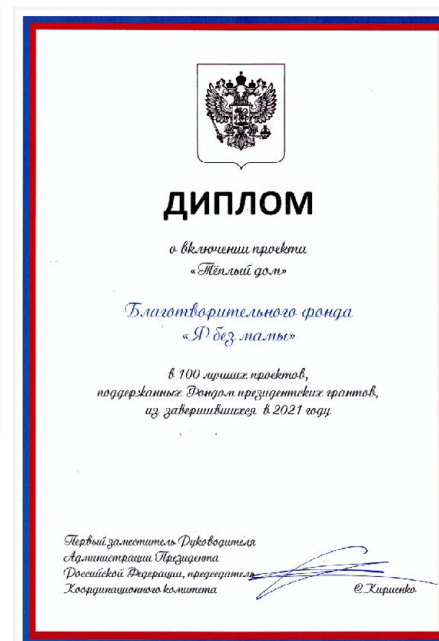 ДИПЛОМ
о включении проекта
«Тёплый дом»
Благотворительного фонда
«Я без мамы»
в 100 лучших проектов,
поддержанных Фондом президентских грантов,
из завершившихся в 2021 году
Первый заместитель Руководителя
Администрации Президента
Российской Федерации, председатель
Координационного комитета
С.Кириенко